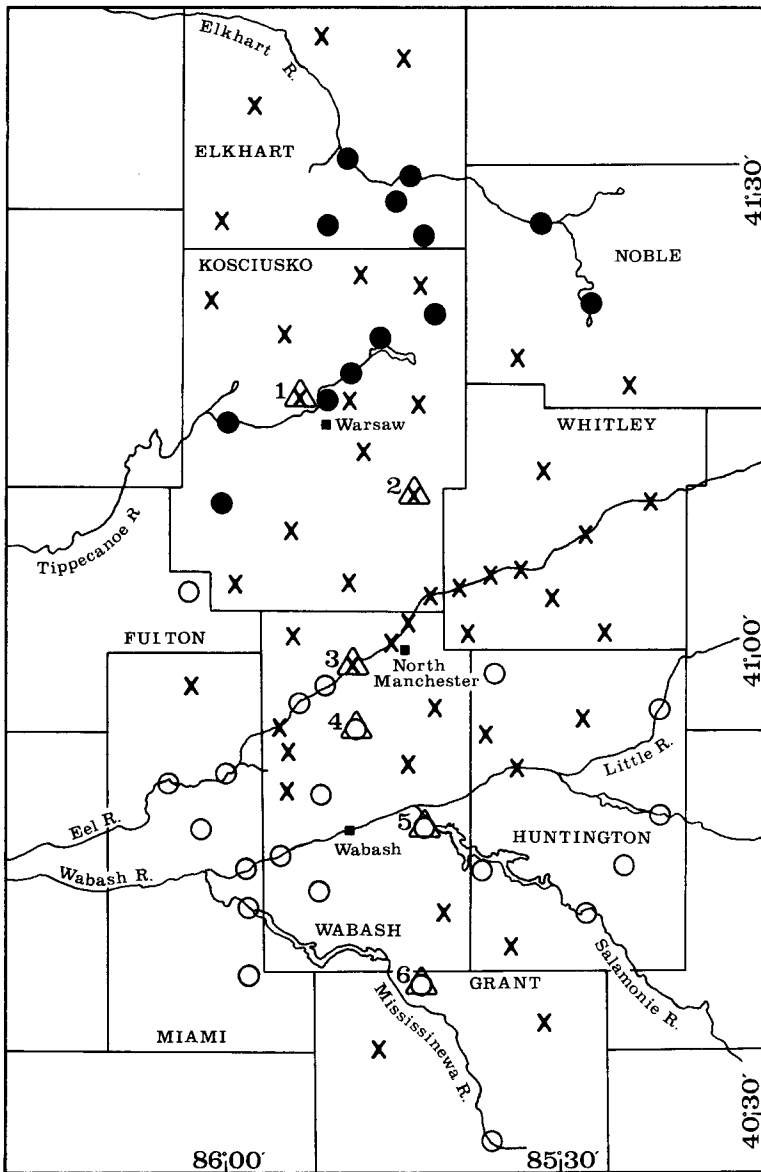 Elkhart
R.
ELKHART
41°30′
NOBLE
KOSCIUSKO
1
Warsaw
WHITLEY
2
Tippecanoe R
FUlTON
41°00′
3
North
Manchester
4
Little R.
Eel R.
5
Wabash
HUNTINGTON
Wabash R.
WABASH
Salamonie R.
6
GRANT
Mississinewa R.
MIAMI
40°30′
86°00′
85°30′